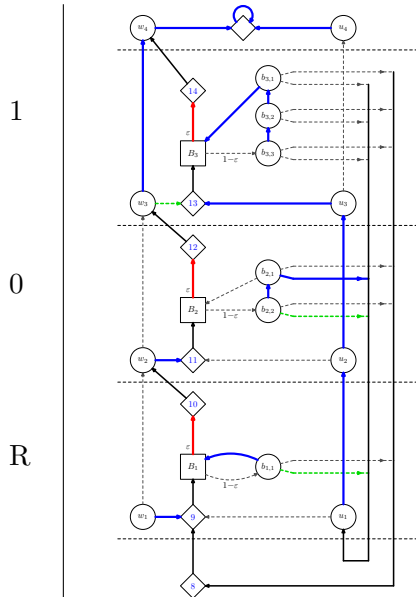 w₄ u₄
14 b₃,₁
1
b₃,₂
ε
B₃ 1−ε b₃,₃
w₃ 13 u₃
12
b₂,₁
0
ε
B₂ 1−ε b₂,₂
w₂ 11 u₂
10
R
ε
B₁ 1−ε b₁,₁
w₁ 9 u₁
8